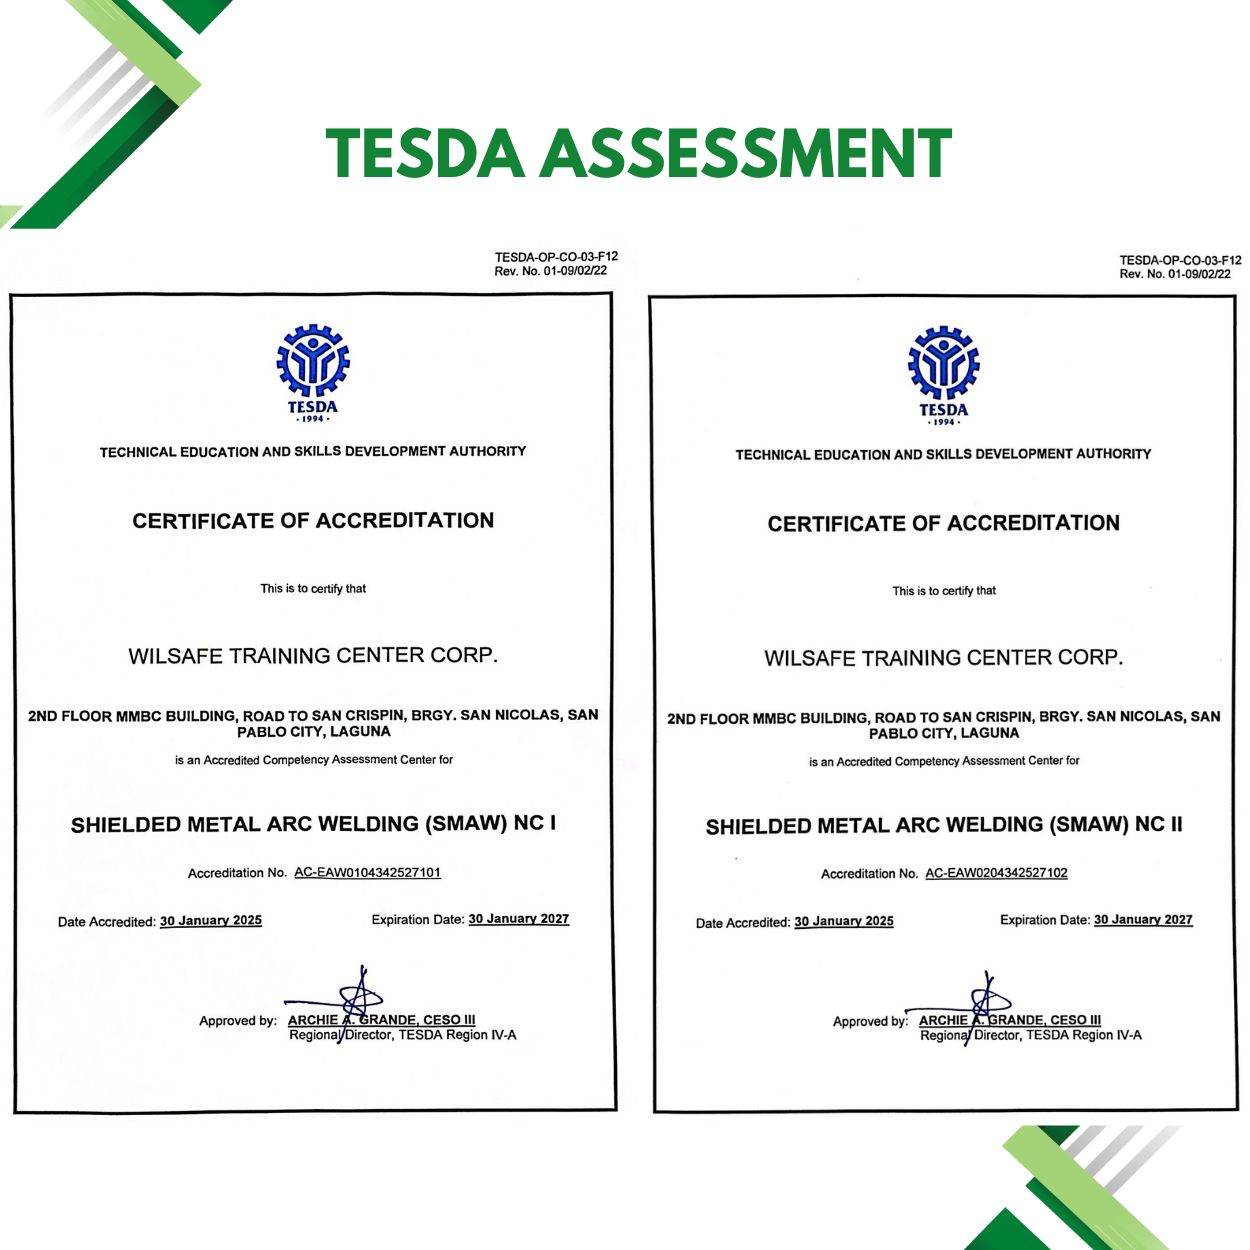 TESDA ASSESSMENT
TESDA-OP-CO-03-F12
Rev. No. 01-09/02/22
TESDA
· 1994 ·
TECHNICAL EDUCATION AND SKILLS DEVELOPMENT AUTHORITY
CERTIFICATE OF ACCREDITATION
This is to certify that
WILSAFE TRAINING CENTER CORP.
2ND FLOOR MMBC BUILDING, ROAD TO SAN CRISPIN, BRGY. SAN NICOLAS, SAN
PABLO CITY, LAGUNA
is an Accredited Competency Assessment Center for
SHIELDED METAL ARC WELDING (SMAW) NC I
Accreditation No. AC-EAW0104342527101
Date Accredited: 30 January 2025 Expiration Date: 30 January 2027
Approved by: ARCHIE A. GRANDE, CESO III
Regional Director, TESDA Region IV-A
TESDA-OP-CO-03-F12
Rev. No. 01-09/02/22
TESDA
· 1994 ·
TECHNICAL EDUCATION AND SKILLS DEVELOPMENT AUTHORITY
CERTIFICATE OF ACCREDITATION
This is to certify that
WILSAFE TRAINING CENTER CORP.
2ND FLOOR MMBC BUILDING, ROAD TO SAN CRISPIN, BRGY. SAN NICOLAS, SAN
PABLO CITY, LAGUNA
is an Accredited Competency Assessment Center for
SHIELDED METAL ARC WELDING (SMAW) NC II
Accreditation No. AC-EAW0204342527102
Date Accredited: 30 January 2025 Expiration Date: 30 January 2027
Approved by: ARCHIE A. GRANDE, CESO III
Regional Director, TESDA Region IV-A